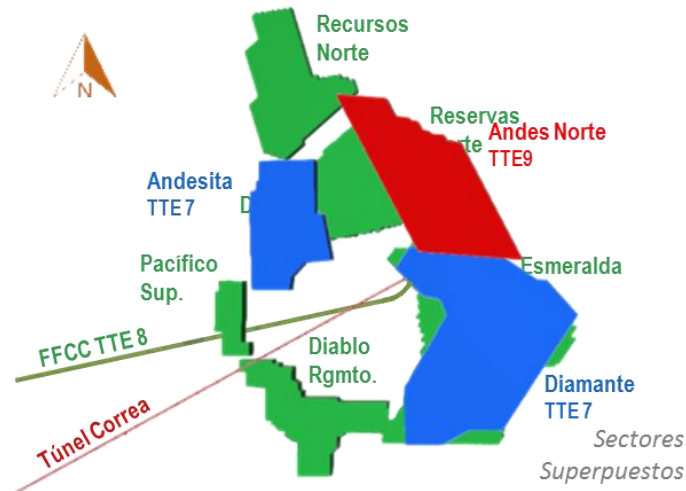 Recursos
Norte
N
Reservas
Andes Norte
TTE9
Andesita
TTE 7
Pacífico
Sup.
Esmeralda
FFCC TTE 8
Diablo
Rgmto.
Túnel Correa
Diamante
TTE 7
Sectores
Superpuestos